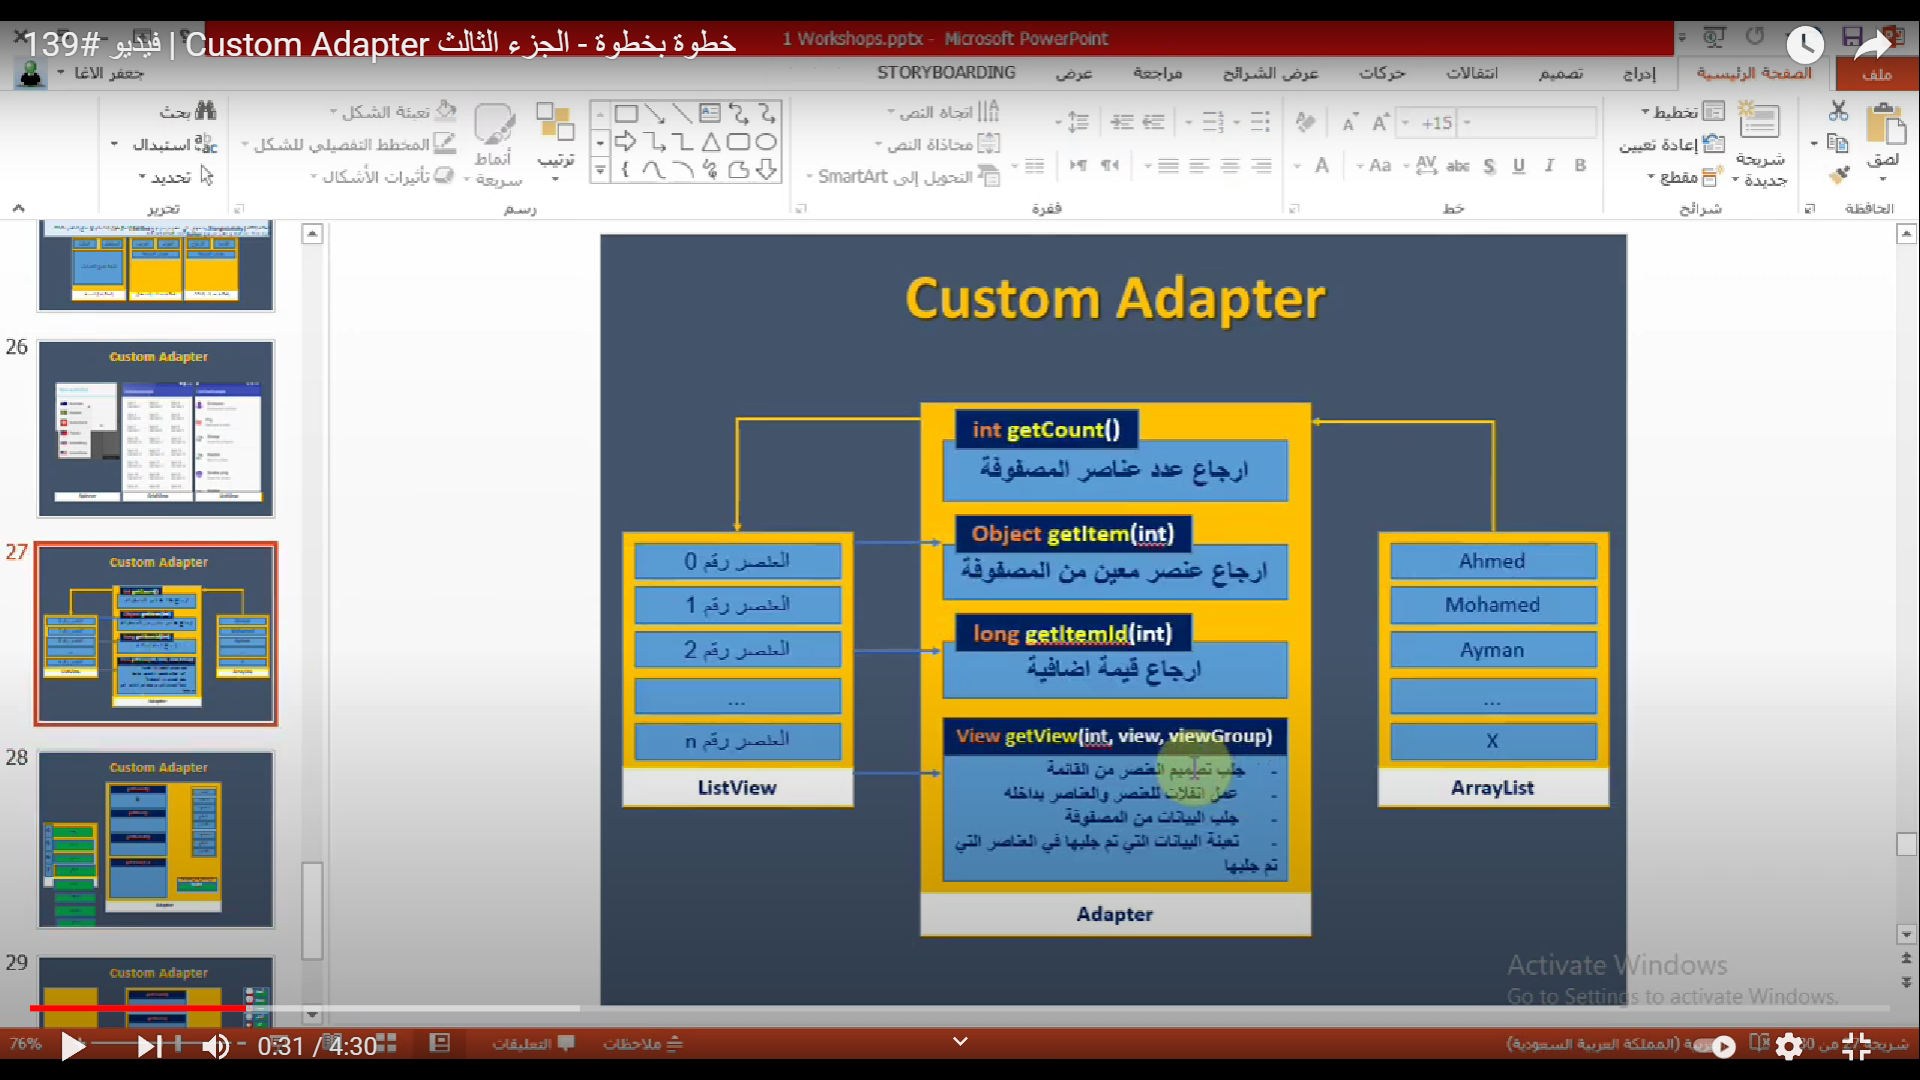 خطوة بخطوة - الجزء الثالث Custom Adapter | فيديو #139
1 Workshops.pptx - Microsoft PowerPoint
ملف
الصفحة الرئيسية
إدراج
تصميم
انتقالات
حركات
عرض الشرائح
مراجعة
عرض
STORYBOARDING
جعفر الاغا
لصق
الحافظة
شريحة جديدة
تخطيط
إعادة تعيين
مقطع
شرائح
15+
خط
اتجاه النص
محاذاة النص
التحويل إلى SmartArt
فقرة
ترتيب
أنماط سريعة
تعبئة الشكل
المخطط التفصيلي للشكل
تأثيرات الأشكال
رسم
بحث
استبدال
تحديد
تحرير
26
Custom Adapter
27
Custom Adapter
28
Custom Adapter
29
Custom Adapter
Custom Adapter
int getCount()
ارجاع عدد عناصر المصفوفة
Object getItem(int)
ارجاع عنصر معين من المصفوفة
long getItemId(int)
ارجاع قيمة اضافية
View getView(int, view, viewGroup)
- جلب تصميم العنصر من القائمة
- عمل انفلات للعنصر والعناصر بداخله
- جلب البيانات من المصفوفة
- تعبئة البيانات التي تم جلبها في العناصر التي
تم جلبها
Adapter
العنصر رقم 0
العنصر رقم 1
العنصر رقم 2
...
العنصر رقم n
ListView
Ahmed
Mohamed
Ayman
...
X
ArrayList
Activate Windows
Go to Settings to activate Windows.
76%
0:31 / 4:30
التعليقات
ملاحظات
(المملكة العربية السعودية)
شريحة 27 من 30